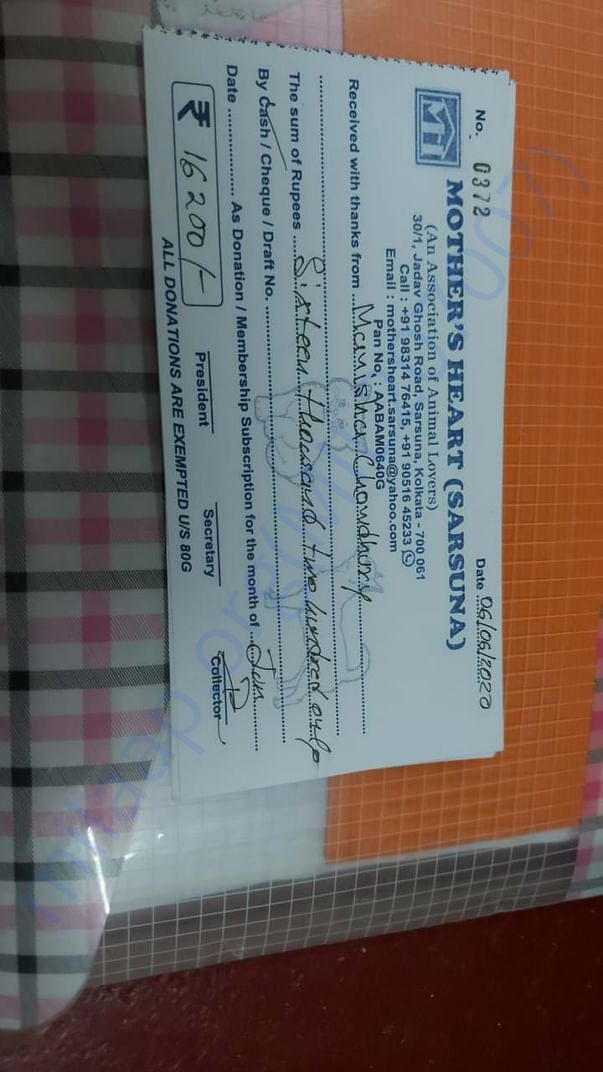 No. 0372
Date 06/06/2020
MOTHER'S HEART (SARSUNA)
(An Association of Animal Lovers)
30/1, Jadav Ghosh Road, Sarsuna, Kolkata - 700 061
Call : +91 98314 76415, +91 90516 45233
Email : mothersheart.sarsuna@yahoo.com
Pan No. : AABAM0640G
Received with thanks from Manisha Chowdhury
The sum of Rupees Sixteen thousand two hundred only
By Cash / Cheque / Draft No.
Date As Donation / Membership Subscription for the month of Jun
₹ 16200/-
President
Secretary
Collector
ALL DONATIONS ARE EXEMPTED U/S 80G